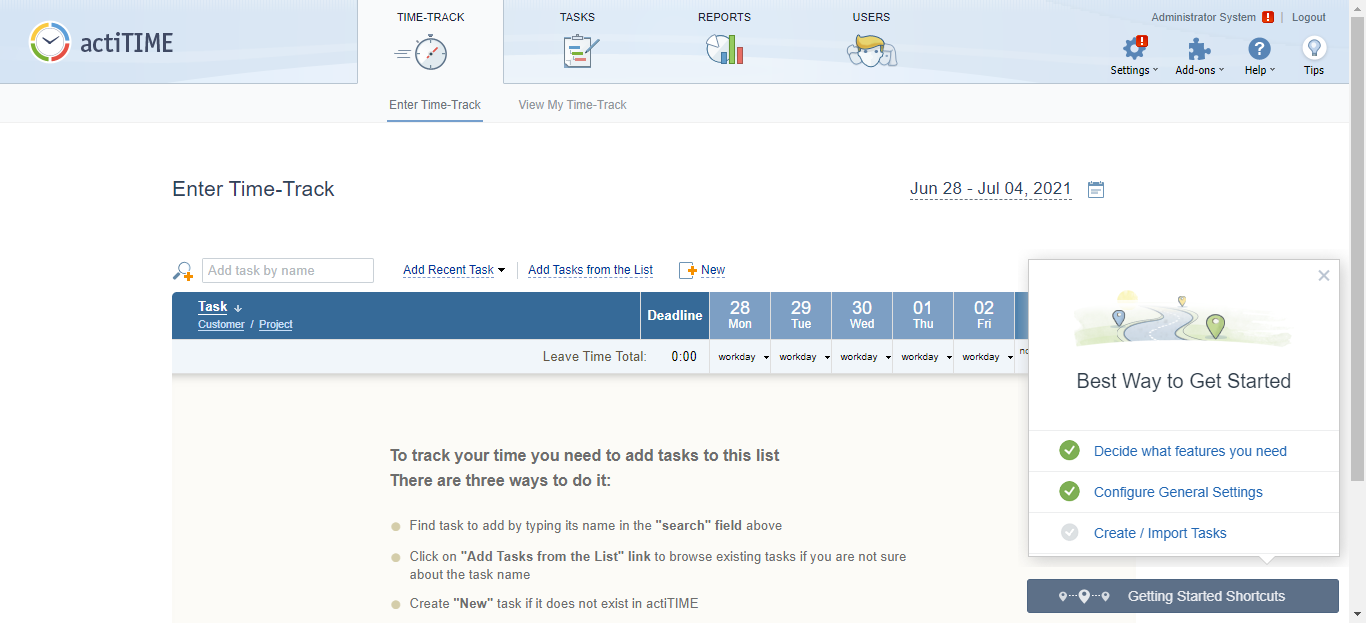 actiTIME
TIME-TRACK
TASKS
REPORTS
USERS
Administrator System ! | Logout
Settings
Add-ons
Help
Tips
Enter Time-Track
View My Time-Track
Enter Time-Track
Jun 28 - Jul 04, 2021
Add task by name
Add Recent Task
Add Tasks from the List
New
Task ↓
Customer / Project
Deadline
28
Mon
29
Tue
30
Wed
01
Thu
02
Fri
Leave Time Total: 0:00
workday workday workday workday workday
To track your time you need to add tasks to this list
There are three ways to do it:
Find task to add by typing its name in the "search" field above
Click on "Add Tasks from the List" link to browse existing tasks if you are not sure
about the task name
Create "New" task if it does not exist in actiTIME
Best Way to Get Started
Decide what features you need
Configure General Settings
Create / Import Tasks
Getting Started Shortcuts